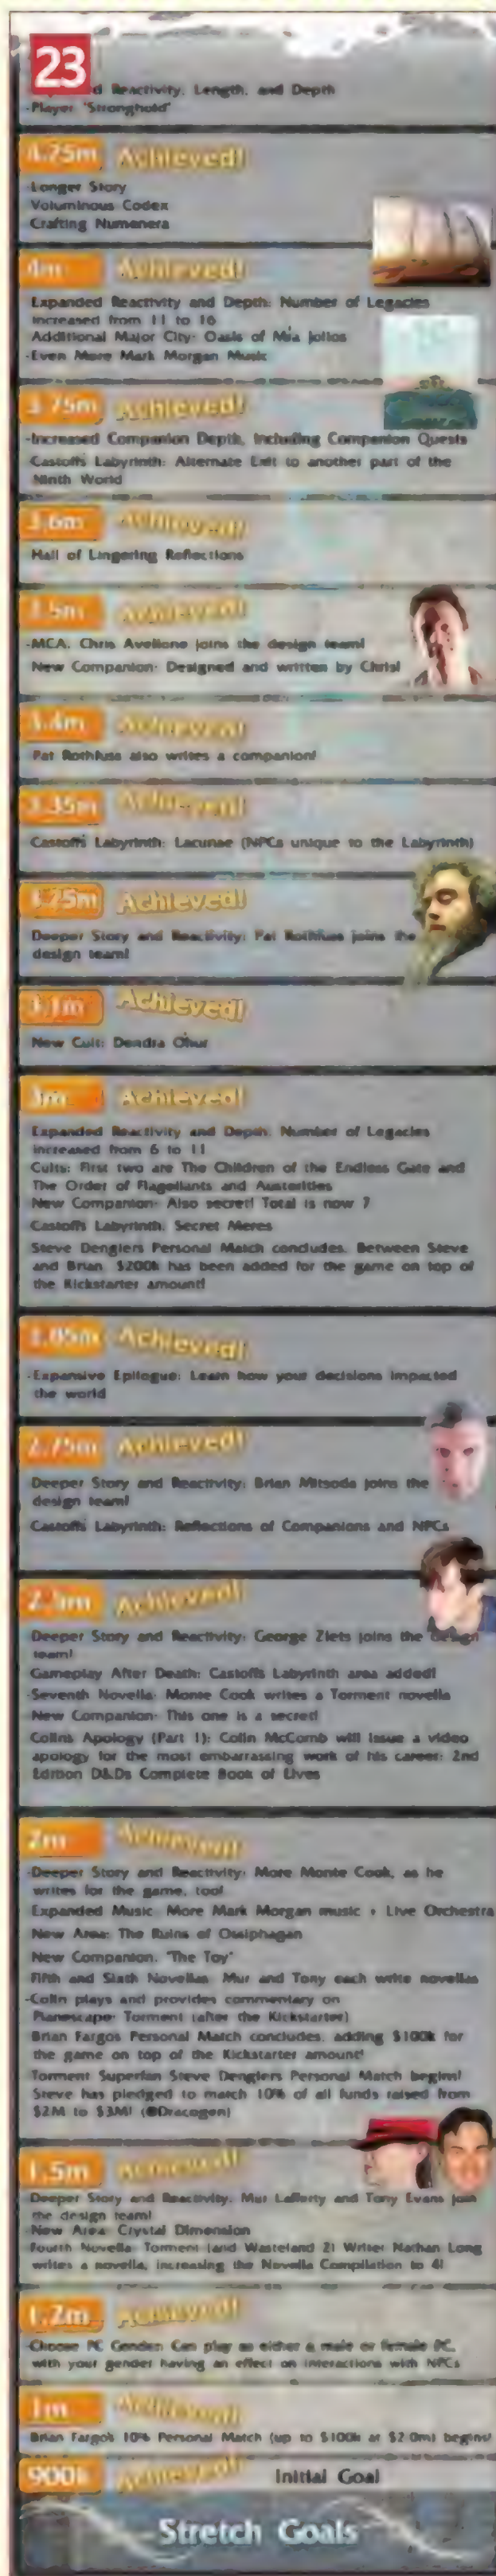 23
Reactivity, Length, and Depth
-Player "Stronghold"
4.25m Achieved!
-Longer Story
Voluminous Codex
Crafting Numenera
4m Achieved!
Expanded Reactivity and Depth: Number of Legacies
increased from 11 to 16
Additional Major City: Oasis of M'ra Jolios
-Even More Mark Morgan Music
3.75m Achieved!
-Increased Companion Depth, Including Companion Quests
Castoffs Labyrinth: Alternate Exit to another part of the
Ninth World
3.6m Achieved!
Hall of Lingering Reflections
3.5m Achieved!
-MCA, Chris Avellone joins the design team!
New Companion: Designed and written by Chris!
3.4m Achieved!
Pat Rothfuss also writes a companion!
3.35m Achieved!
Castoffs Labyrinth: Lacunae (NPCs unique to the Labyrinth)
3.25m Achieved!
Deeper Story and Reactivity: Pat Rothfuss joins the
design team!
3.1m Achieved!
New Cult: Dendra O'hur
3m Achieved!
Expanded Reactivity and Depth: Number of Legacies
increased from 6 to 11
Cults: First two are The Children of the Endless Gate and
The Order of Flagellants and Austerities
New Companion: Also secret! Total is now 7
Castoffs Labyrinth: Secret Meres
Steve Denglers Personal Match concludes. Between Steve
and Brian, $200k has been added for the game on top of
the Kickstarter amount!
Achieved!
-Expansive Epilogue: Learn how your decisions impacted
the world
2.75m Achieved!
Deeper Story and Reactivity: Brian Mitsoda joins the
design team!
Castoffs Labyrinth: Reflections of Companions and NPCs
2.5m Achieved!
Deeper Story and Reactivity: George Ziets joins the design
team!
Gameplay After Death: Castoffs Labyrinth area added!
-Seventh Novella: Monte Cook writes a Torment novella
New Companion: This one is a secret!
Colins Apology (Part 1): Colin McComb will issue a video
apology for the most embarrassing work of his career: 2nd
Edition D&Ds Complete Book of Elves
2m Achieved!
-Deeper Story and Reactivity: More Monte Cook, as he
writes for the game, too!
Expanded Music: More Mark Morgan music + Live Orchestra
New Area: The Ruins of Ossiphagan
New Companion: "The Toy"
Fifth and Sixth Novellas: Mur and Tony each write novellas
-Colin plays and provides commentary on
Planescape: Torment (after the Kickstarter)
Brian Fargos Personal Match concludes, adding $100k for
the game on top of the Kickstarter amount!
Torment Superfan Steve Denglers Personal Match begins!
Steve has pledged to match 10% of all funds raised from
$2M to $3M! (@Dracogen)
1.5m Achieved!
Deeper Story and Reactivity: Mur Lafferty and Tony Evans join
the design team!
-New Area: Crystal Dimension
Fourth Novella: Torment (and Wasteland 2) Writer Nathan Long
writes a novella, increasing the Novella Compilation to 4!
1.2m Achieved!
-Choose PC Gender: Can play as either a male or female PC,
with your gender having an effect on interactions with NPCs
1m Achieved!
Brian Fargo's 10% Personal Match (up to $100k at $2.0m) begins!
900k Achieved! Initial Goal
Stretch Goals